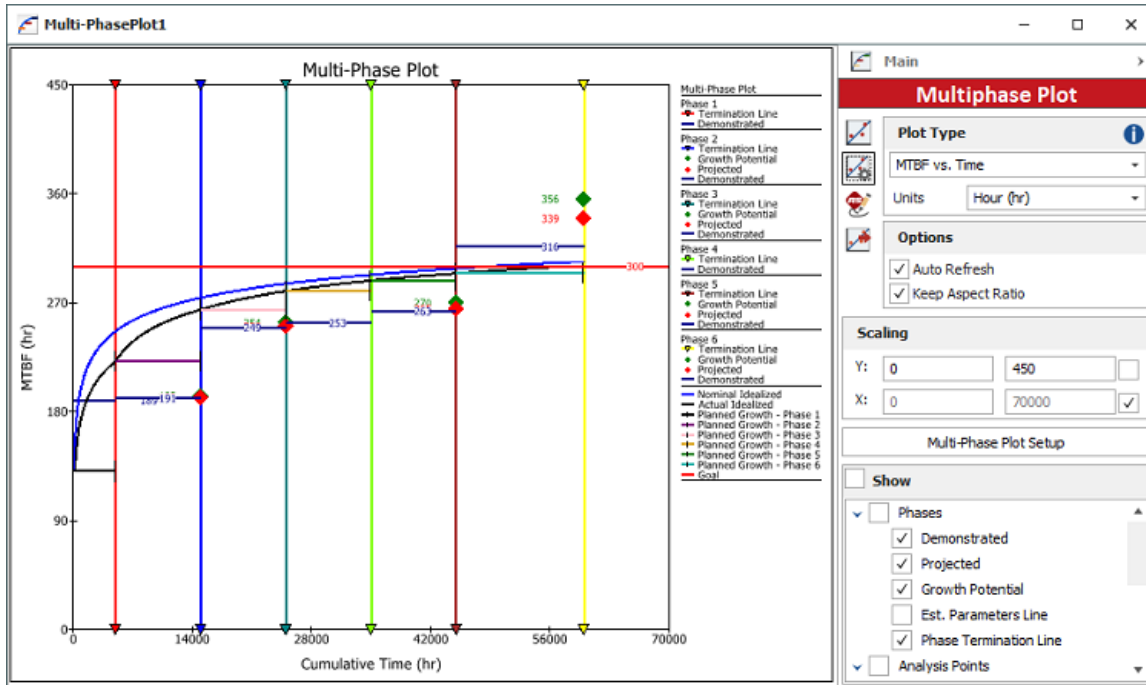 Multi-PhasePlot1
Multi-Phase Plot
450
360
270
180
90
0
MTBF (hr)
0
14000
28000
42000
56000
70000
Cumulative Time (hr)
191
249
253
270
263
316
356
339
300
Multi-Phase Plot
Phase 1
Termination Line
Demonstrated
Phase 2
Termination Line
Growth Potential
Projected
Demonstrated
Phase 3
Termination Line
Growth Potential
Projected
Demonstrated
Phase 4
Termination Line
Demonstrated
Phase 5
Termination Line
Growth Potential
Projected
Demonstrated
Phase 6
Termination Line
Growth Potential
Projected
Demonstrated
Nominal Idealized
Actual Idealized
Planned Growth - Phase 1
Planned Growth - Phase 2
Planned Growth - Phase 3
Planned Growth - Phase 4
Planned Growth - Phase 5
Planned Growth - Phase 6
Goal
Main
Multiphase Plot
Plot Type
MTBF vs. Time
Units Hour (hr)
Options
Auto Refresh
Keep Aspect Ratio
Scaling
Y: 0 450
X: 0 70000
Multi-Phase Plot Setup
Show
Phases
Demonstrated
Projected
Growth Potential
Est. Parameters Line
Phase Termination Line
Analysis Points